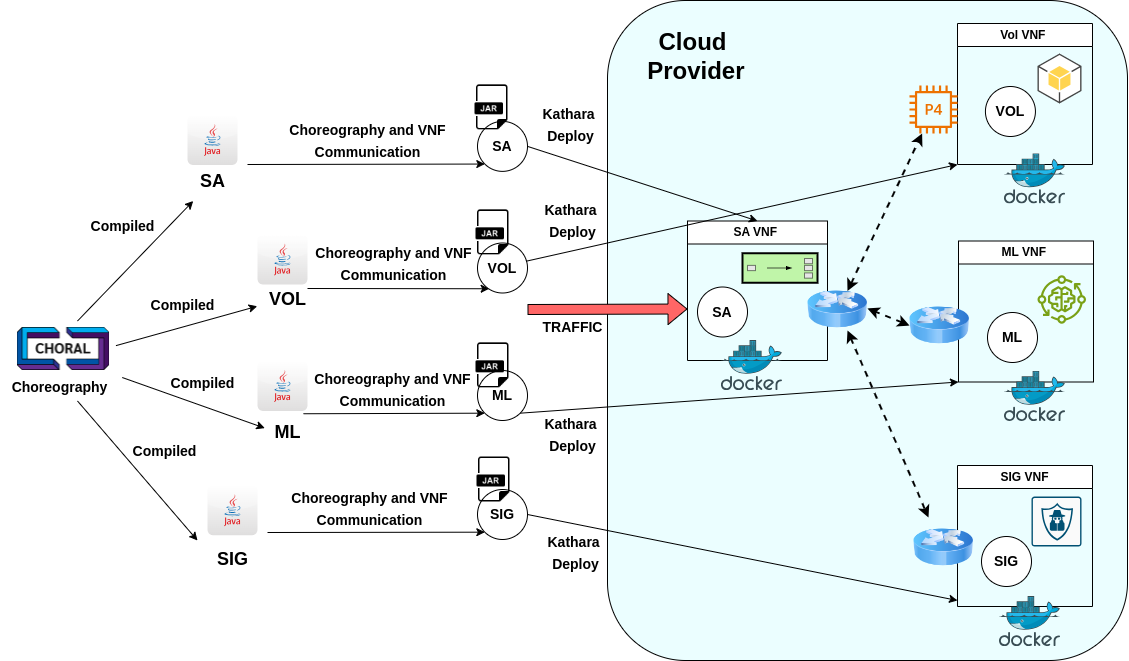 Cloud
Provider
Vol VNF
P4
VOL
docker
JAR
SA
Kathara
Deploy
Choreography and VNF
Communication
Java
SA
Compiled
JAR
VOL
Kathara
Deploy
Choreography and VNF
Communication
Java
VOL
Compiled
SA VNF
SA
docker
TRAFFIC
ML VNF
ML
docker
CHORAL
Choreography
JAR
ML
Kathara
Deploy
Choreography and VNF
Communication
Java
ML
Compiled
Compiled
JAR
SIG
Kathara
Deploy
Choreography and VNF
Communication
Java
SIG
SIG VNF
SIG
docker